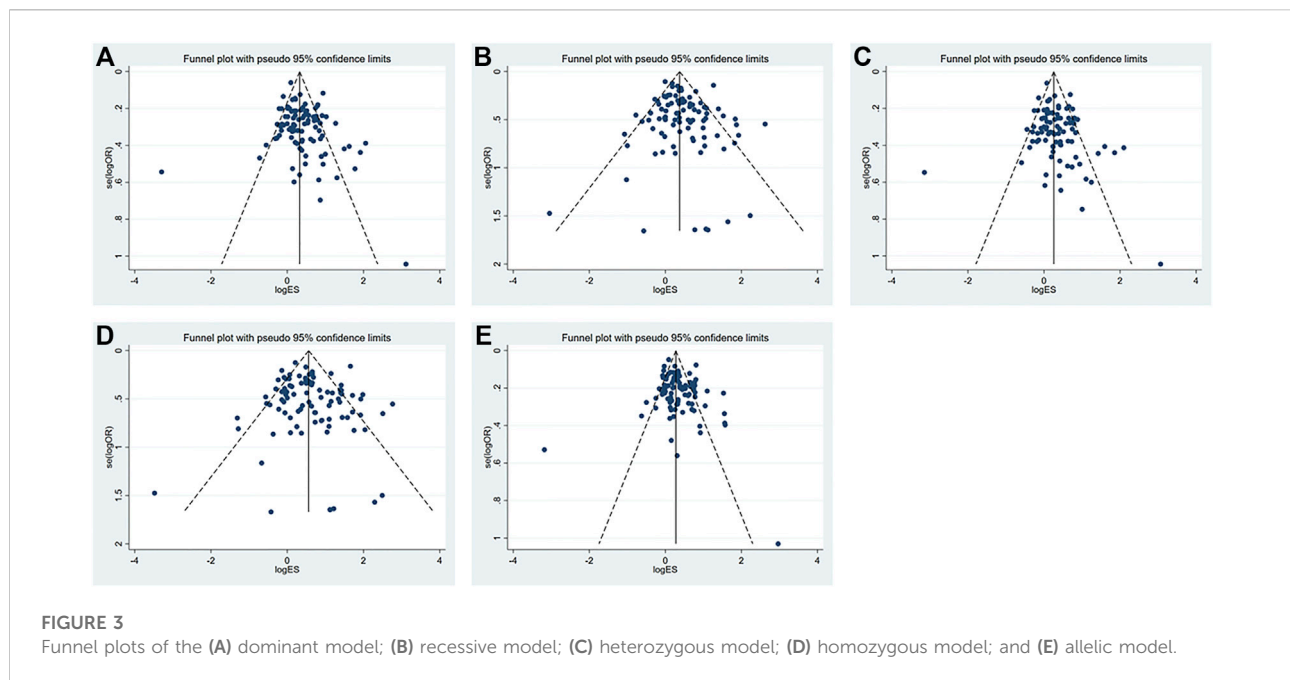 A
Funnel plot with pseudo 95% confidence limits
0
.2
.4
.6
.8
1
se(logOR)
-4
-2
0
2
4
logES
B
Funnel plot with pseudo 95% confidence limits
0
.5
1
1.5
2
se(logOR)
-4
-2
0
2
4
logES
C
Funnel plot with pseudo 95% confidence limits
0
.2
.4
.6
.8
1
se(logOR)
-4
-2
0
2
4
logES
D
Funnel plot with pseudo 95% confidence limits
0
.5
1
1.5
2
se(logOR)
-4
-2
0
2
4
logES
E
Funnel plot with pseudo 95% confidence limits
0
.2
.4
.6
.8
1
se(logOR)
-4
-2
0
2
4
logES
FIGURE 3
Funnel plots of the (A) dominant model; (B) recessive model; (C) heterozygous model; (D) homozygous model; and (E) allelic model.